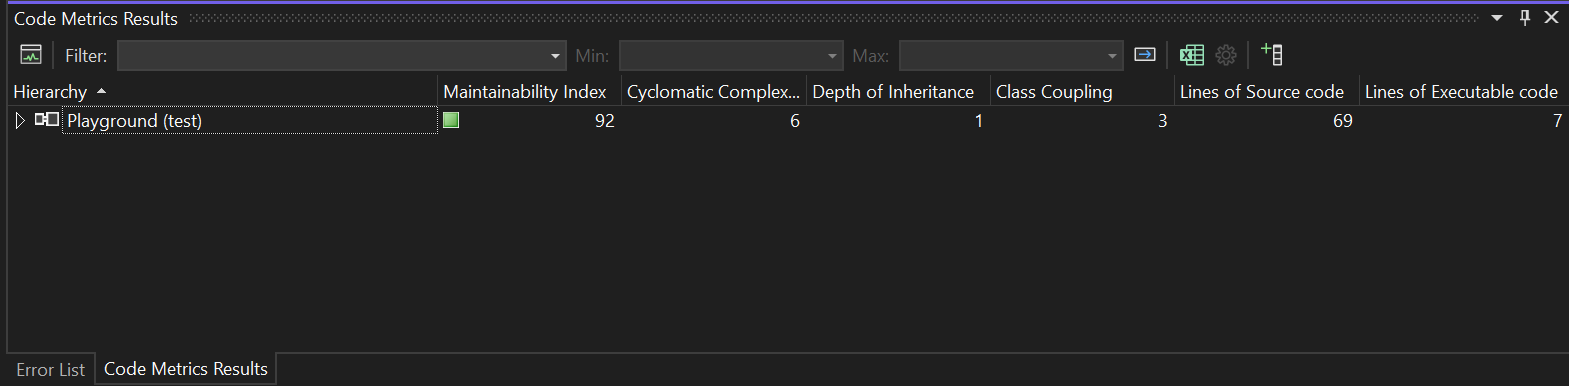 Code Metrics Results
Filter: Min: Max:
Hierarchy Maintainability Index Cyclomatic Complex... Depth of Inheritance Class Coupling Lines of Source code Lines of Executable code
Playground (test) 92 6 1 3 69 7
Error List Code Metrics Results